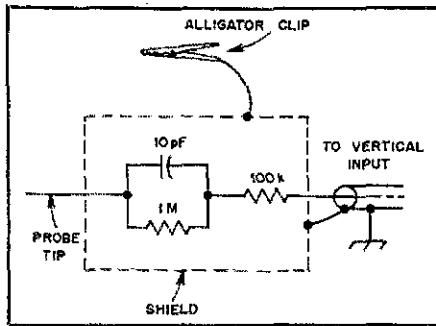 ALLIGATOR CLIP
10 pF
TO VERTICAL
INPUT
100 k
1 M
PROBE
TIP
SHIELD